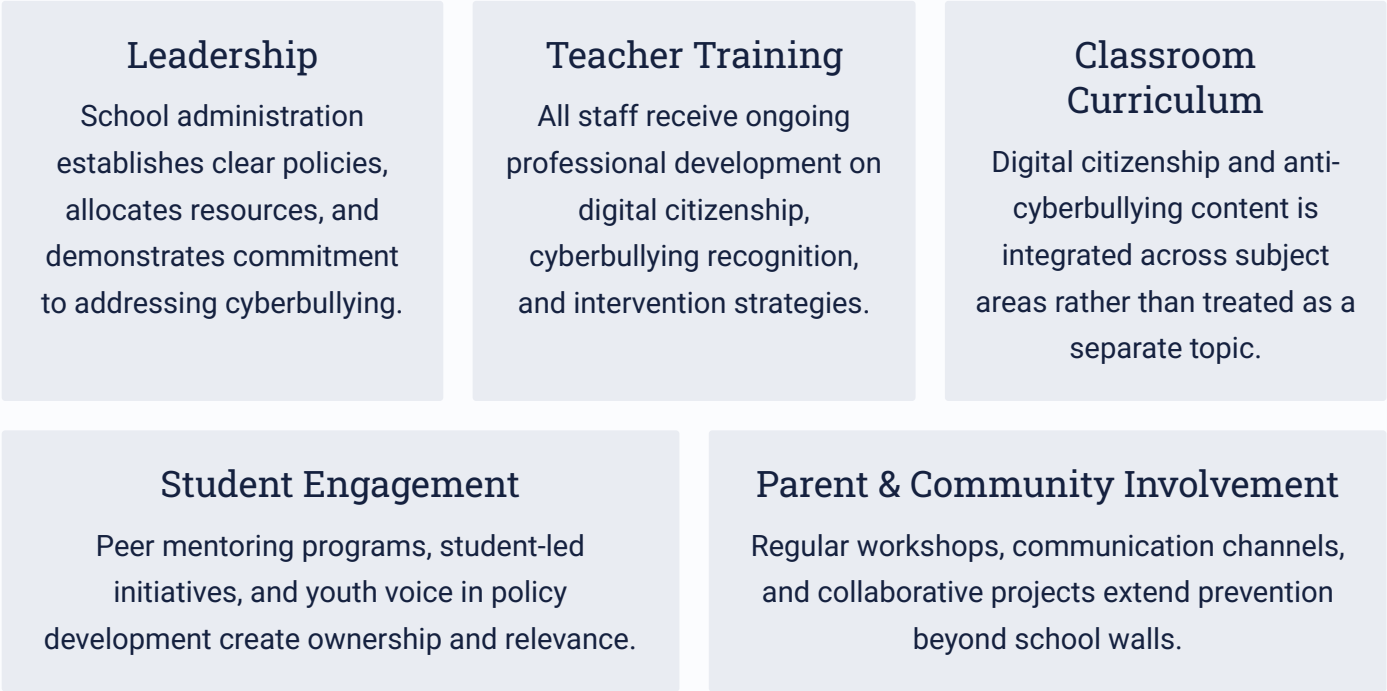 Leadership
School administration
establishes clear policies,
allocates resources, and
demonstrates commitment
to addressing cyberbullying.
Teacher Training
All staff receive ongoing
professional development on
digital citizenship,
cyberbullying recognition,
and intervention strategies.
Classroom
Curriculum
Digital citizenship and anti-
cyberbullying content is
integrated across subject
areas rather than treated as a
separate topic.
Student Engagement
Peer mentoring programs, student-led
initiatives, and youth voice in policy
development create ownership and relevance.
Parent & Community Involvement
Regular workshops, communication channels,
and collaborative projects extend prevention
beyond school walls.